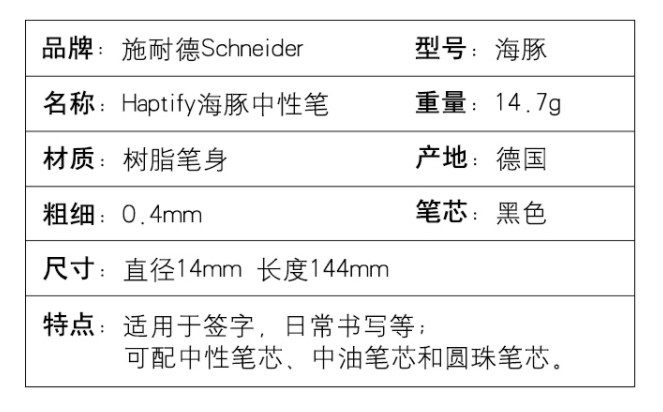 品牌：施耐德Schneider 型号：海豚
名称：Haptify海豚中性笔 重量：14.7g
材质：树脂笔身 产地：德国
粗细：0.4mm 笔芯：黑色
尺寸：直径14mm 长度144mm
特点：适用于签字，日常书写等；
可配中性笔芯、中油笔芯和圆珠笔芯。